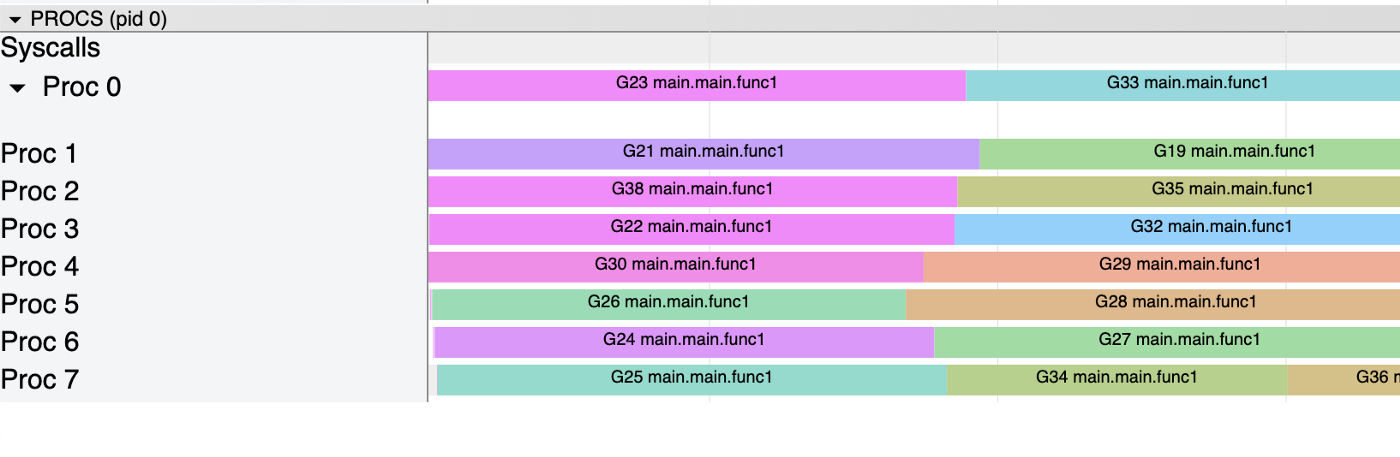 PROCS (pid 0)
Syscalls
Proc 0 G23 main.main.func1 G33 main.main.func1
Proc 1 G21 main.main.func1 G19 main.main.func1
Proc 2 G38 main.main.func1 G35 main.main.func1
Proc 3 G22 main.main.func1 G32 main.main.func1
Proc 4 G30 main.main.func1 G29 main.main.func1
Proc 5 G26 main.main.func1 G28 main.main.func1
Proc 6 G24 main.main.func1 G27 main.main.func1
Proc 7 G25 main.main.func1 G34 main.main.func1 G36